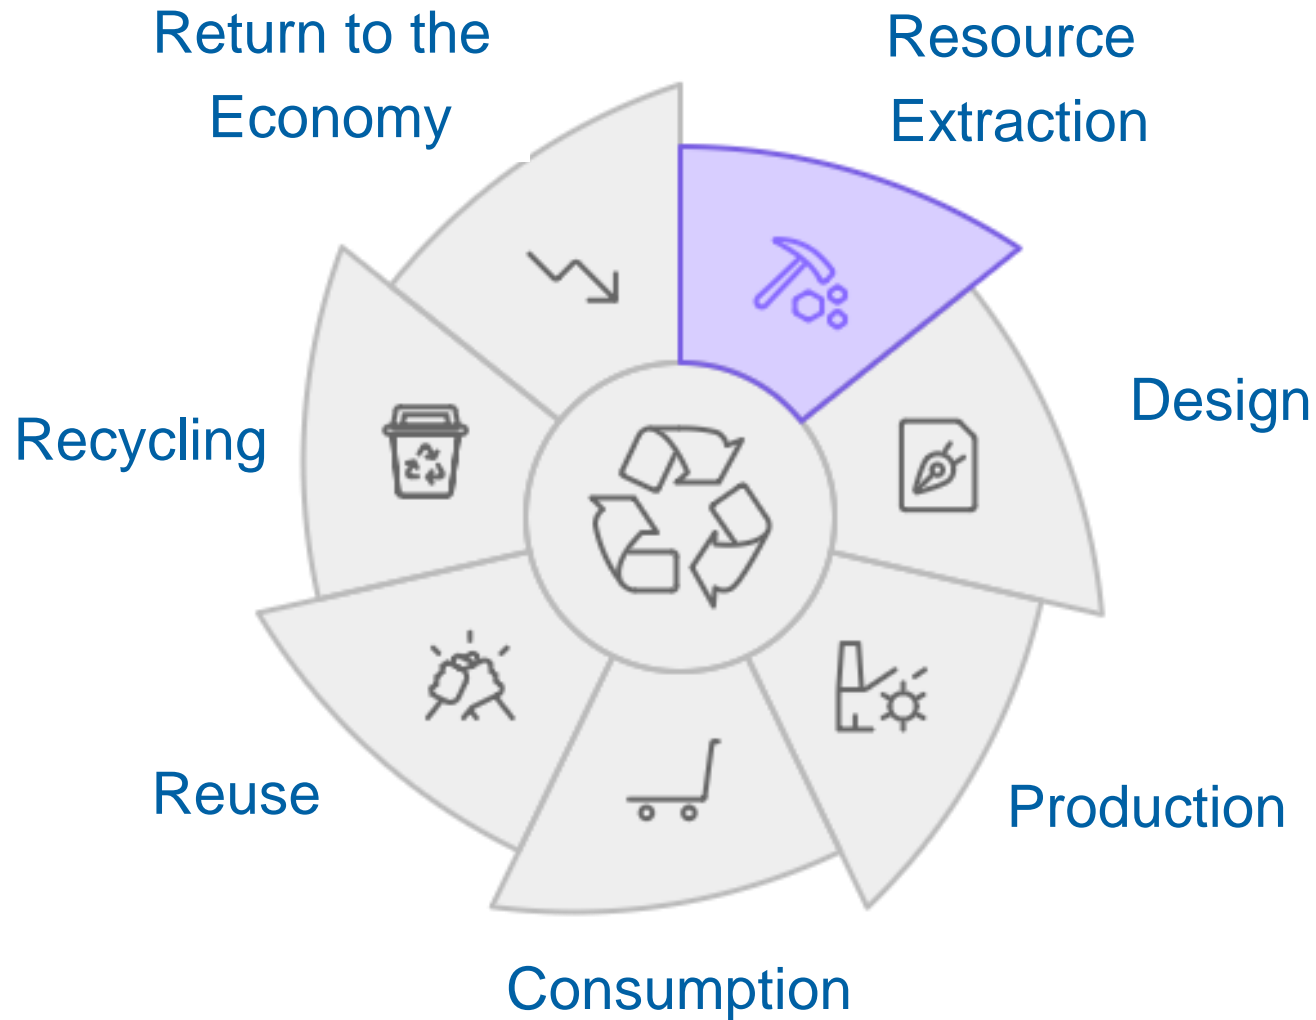 Return to the
Economy
Resource
Extraction
Design
Recycling
Reuse
Production
Consumption